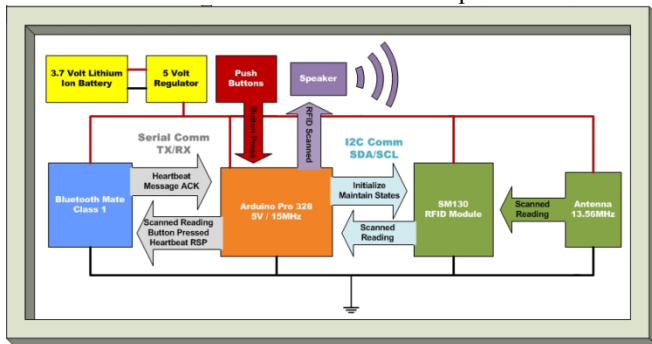 3.7 Volt Lithium
Ion Battery
5 Volt
Regulator
Push
Buttons
Speaker
Button Press
RFID Scanned
Serial Comm
TX/RX
I2C Comm
SDA/SCL
Bluetooth Mate
Class 1
Heartbeat
Message ACK
Scanned Reading
Button Pressed
Heartbeat RSP
Arduino Pro 328
5V / 15MHz
Initialize
Maintain States
Scanned
Reading
SM130
RFID Module
Scanned
Reading
Antenna
13.56MHz